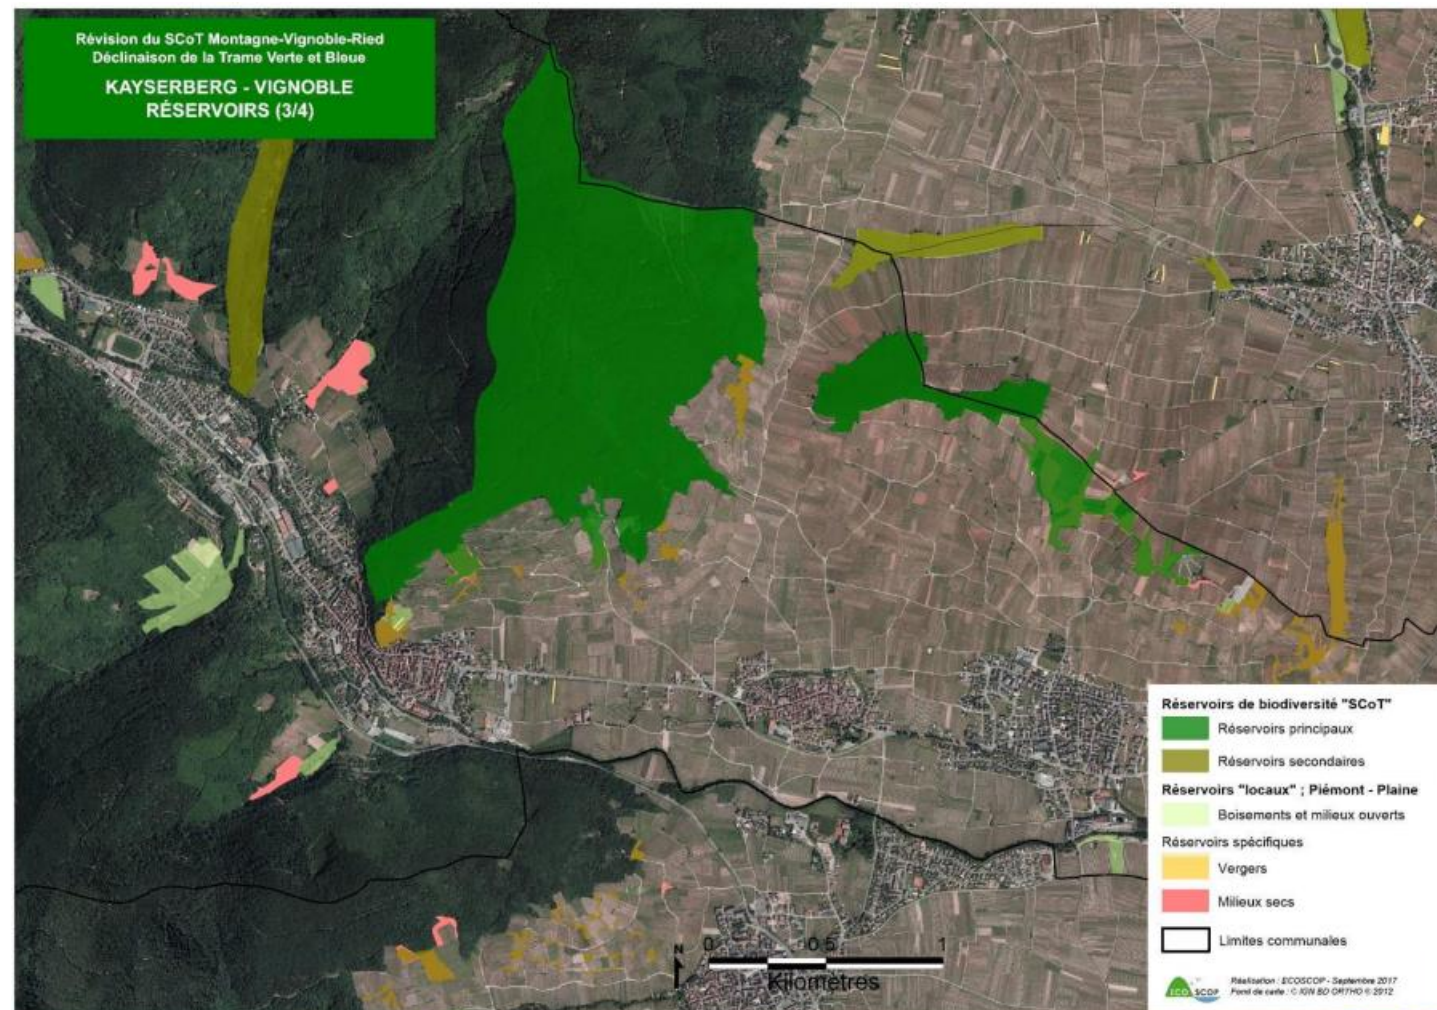 Révision du SCoT Montagne-Vignoble-Ried
Déclinaison de la Trame Verte et Bleue
KAYSERBERG - VIGNOBLE
RÉSERVOIRS (3/4)
Réservoirs de biodiversité "SCoT"
Réservoirs principaux
Réservoirs secondaires
Réservoirs "locaux" ; Piémont - Plaine
Boisements et milieux ouverts
Réservoirs spécifiques
Vergers
Milieux secs
Limites communales
N
0 0.5 1
Kilomètres
ECO SCOP
Réalisation : ECOSCOP - Septembre 2017
Fond de carte : © IGN BD ORTHO © 2012